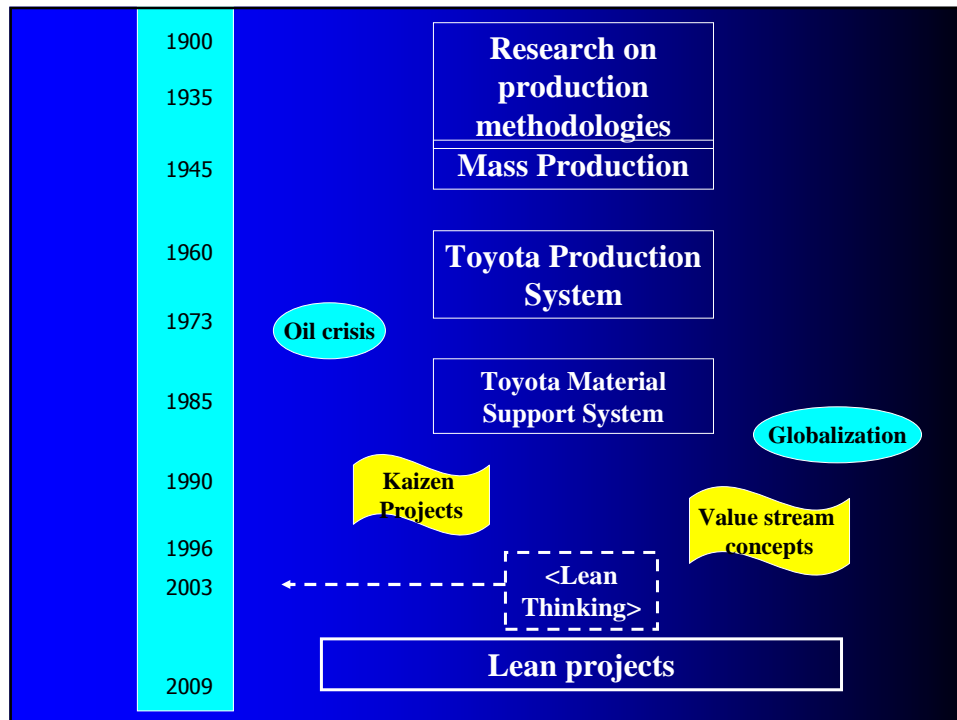 1900
Research on
production
methodologies
1935
1945
Mass Production
1960
Toyota Production
System
1973
Oil crisis
1985
Toyota Material
Support System
Globalization
1990
Kaizen
Projects
Value stream
concepts
1996
2003
<Lean
Thinking>
Lean projects
2009